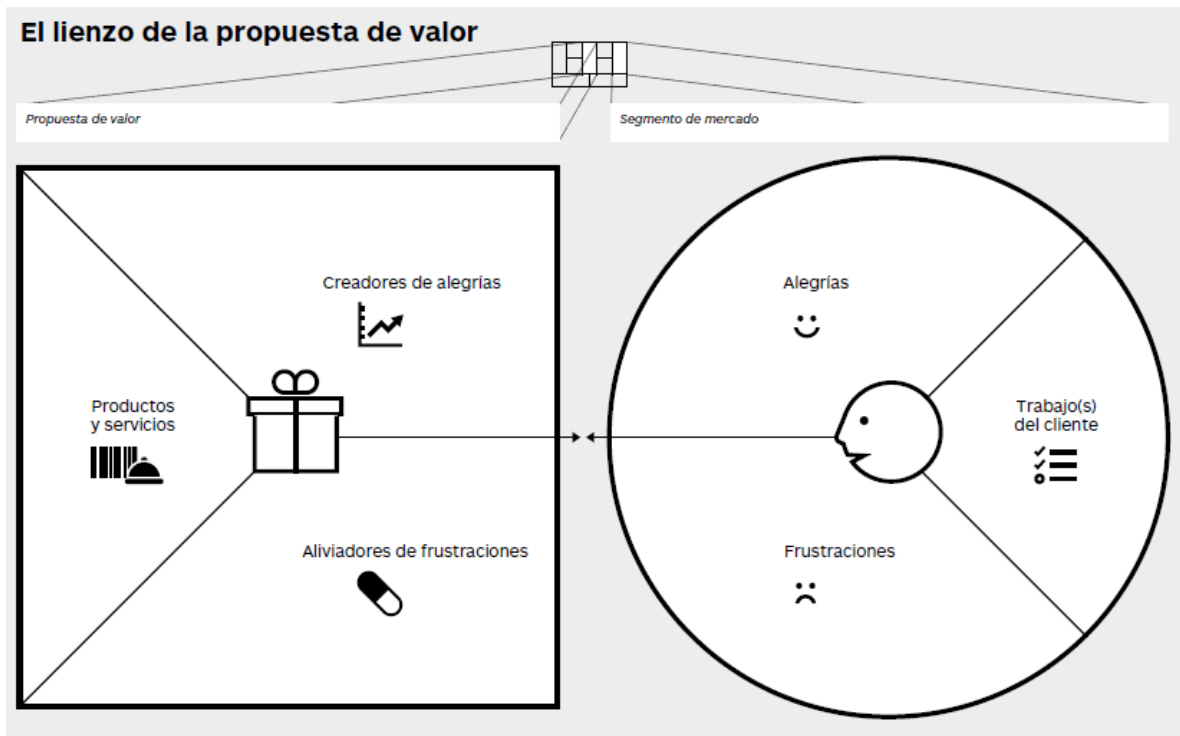 El lienzo de la propuesta de valor
Propuesta de valor
Segmento de mercado
Creadores de alegrías
Productos
y servicios
Aliviadores de frustraciones
Alegrías
Trabajo(s)
del cliente
Frustraciones